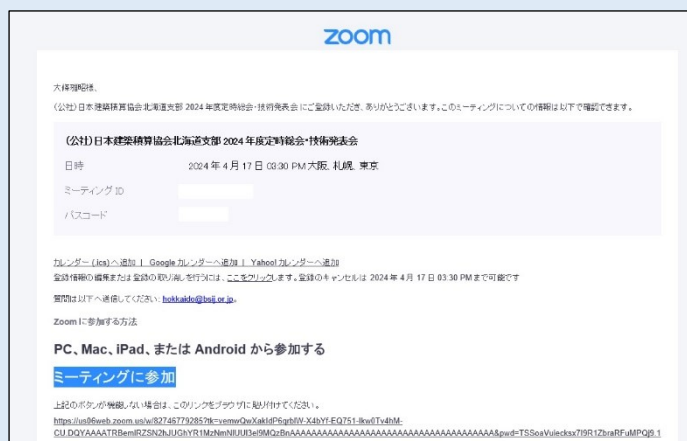 zoom
大條雅昭様、
（公社）日本建築積算協会北海道支部 2024 年度定時総会・技術発表会 にご登録いただき、ありがとうございます。このミーティングについての情報は以下で確認できます。
（公社）日本建築積算協会北海道支部 2024 年度定時総会・技術発表会
日時 2024 年 4 月 17 日 03:30 PM 大阪、札幌、東京
ミーティング ID
パスコード
カレンダー (.ics) へ追加 | Google カレンダーへ追加 | Yahoo! カレンダーへ追加
登録情報の編集または登録の取り消しを行うには、ここをクリックします。登録のキャンセルは 2024 年 4 月 17 日 03:30 PM まで可能です
質問は以下へ送信してください: hokkaido@bsij.or.jp。
Zoom に参加する方法
PC、Mac、iPad、または Android から参加する
ミーティングに参加
上記のボタンが機能しない場合は、このリンクをブラウザに貼り付けてください。